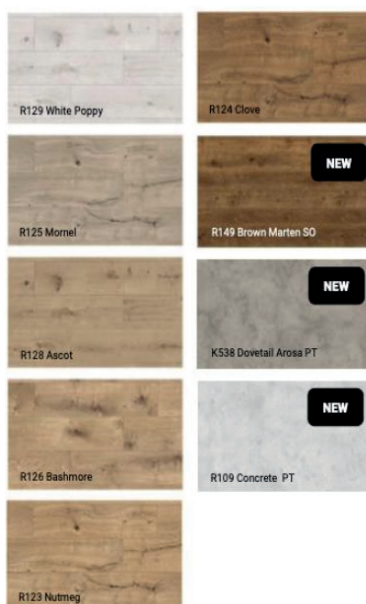 R129 White Poppy
R125 Mornel
R128 Ascot
R126 Bashmore
R123 Nutmeg
R124 Clove
NEW
R149 Brown Marten SO
NEW
K538 Dovetail Arosa PT
NEW
R109 Concrete PT